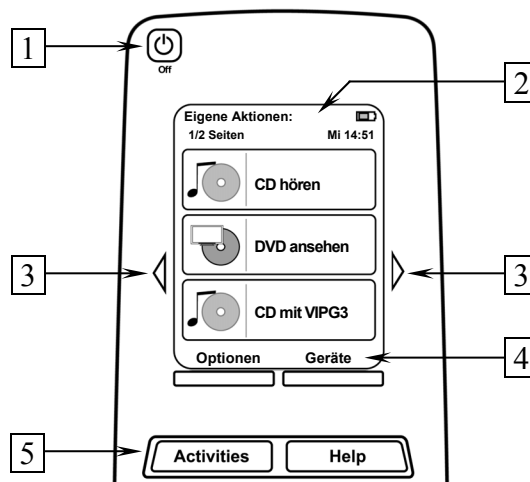 1
Off
2
Eigene Aktionen:
1/2 Seiten Mi 14:51
CD hören
DVD ansehen
3
3
CD mit VIPG3
Optionen Geräte
4
5
Activities Help